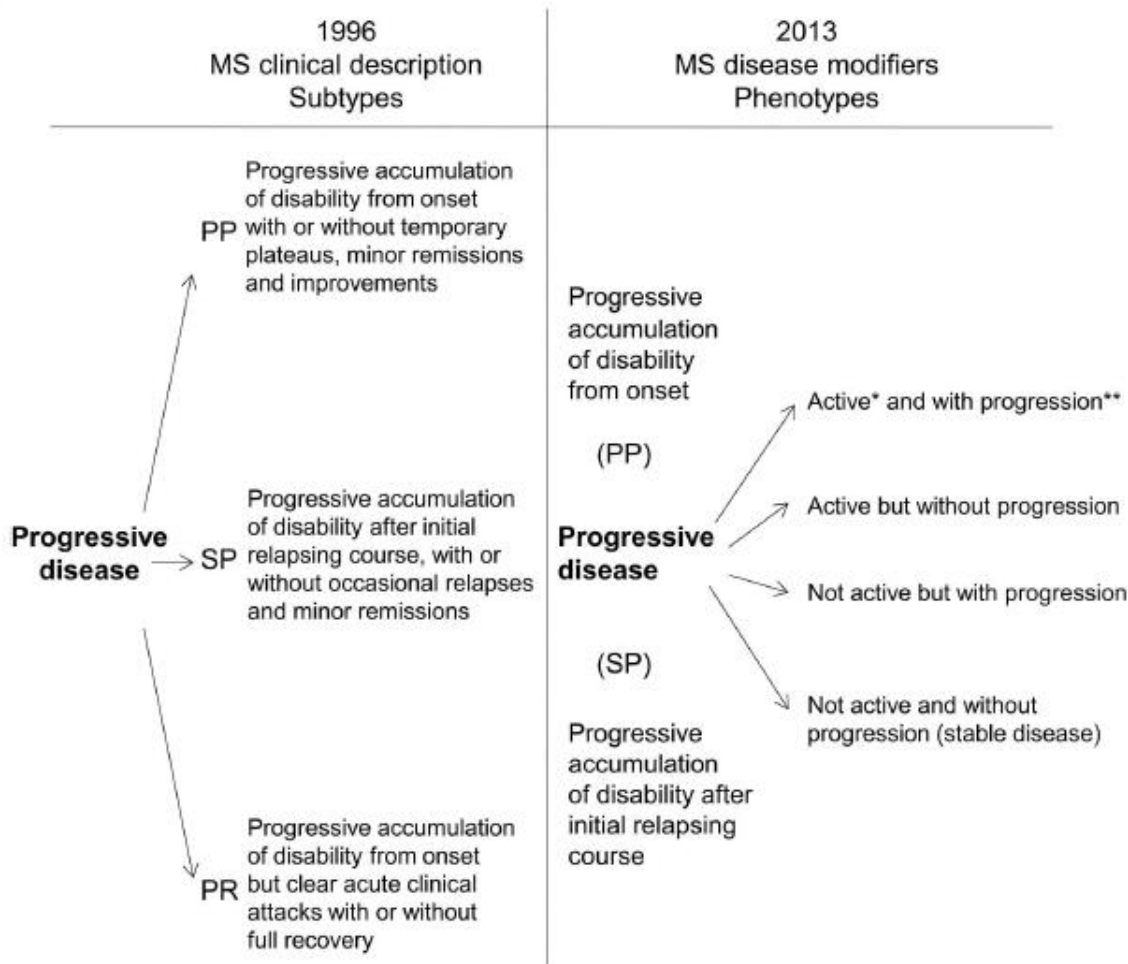 1996
MS clinical description
Subtypes
PP
Progressive accumulation
of disability from onset
with or without temporary
plateaus, minor remissions
and improvements
Progressive
disease
SP
Progressive accumulation
of disability after initial
relapsing course, with or
without occasional relapses
and minor remissions
PR
Progressive accumulation
of disability from onset
but clear acute clinical
attacks with or without
full recovery
2013
MS disease modifiers
Phenotypes
Progressive
accumulation
of disability
from onset
(PP)
Progressive
disease
(SP)
Progressive
accumulation
of disability after
initial relapsing
course
Active* and with progression**
Active but without progression
Not active but with progression
Not active and without
progression (stable disease)